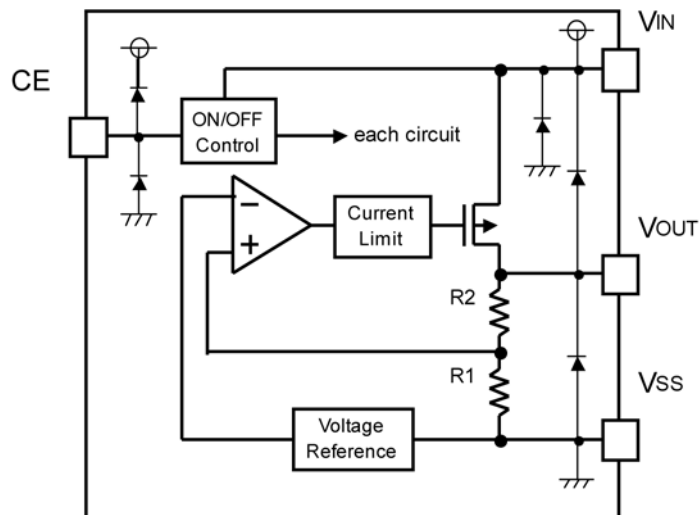 VIN
CE
ON/OFF
Control
each circuit
−
+
Current
Limit
VOUT
R2
R1
VSS
Voltage
Reference